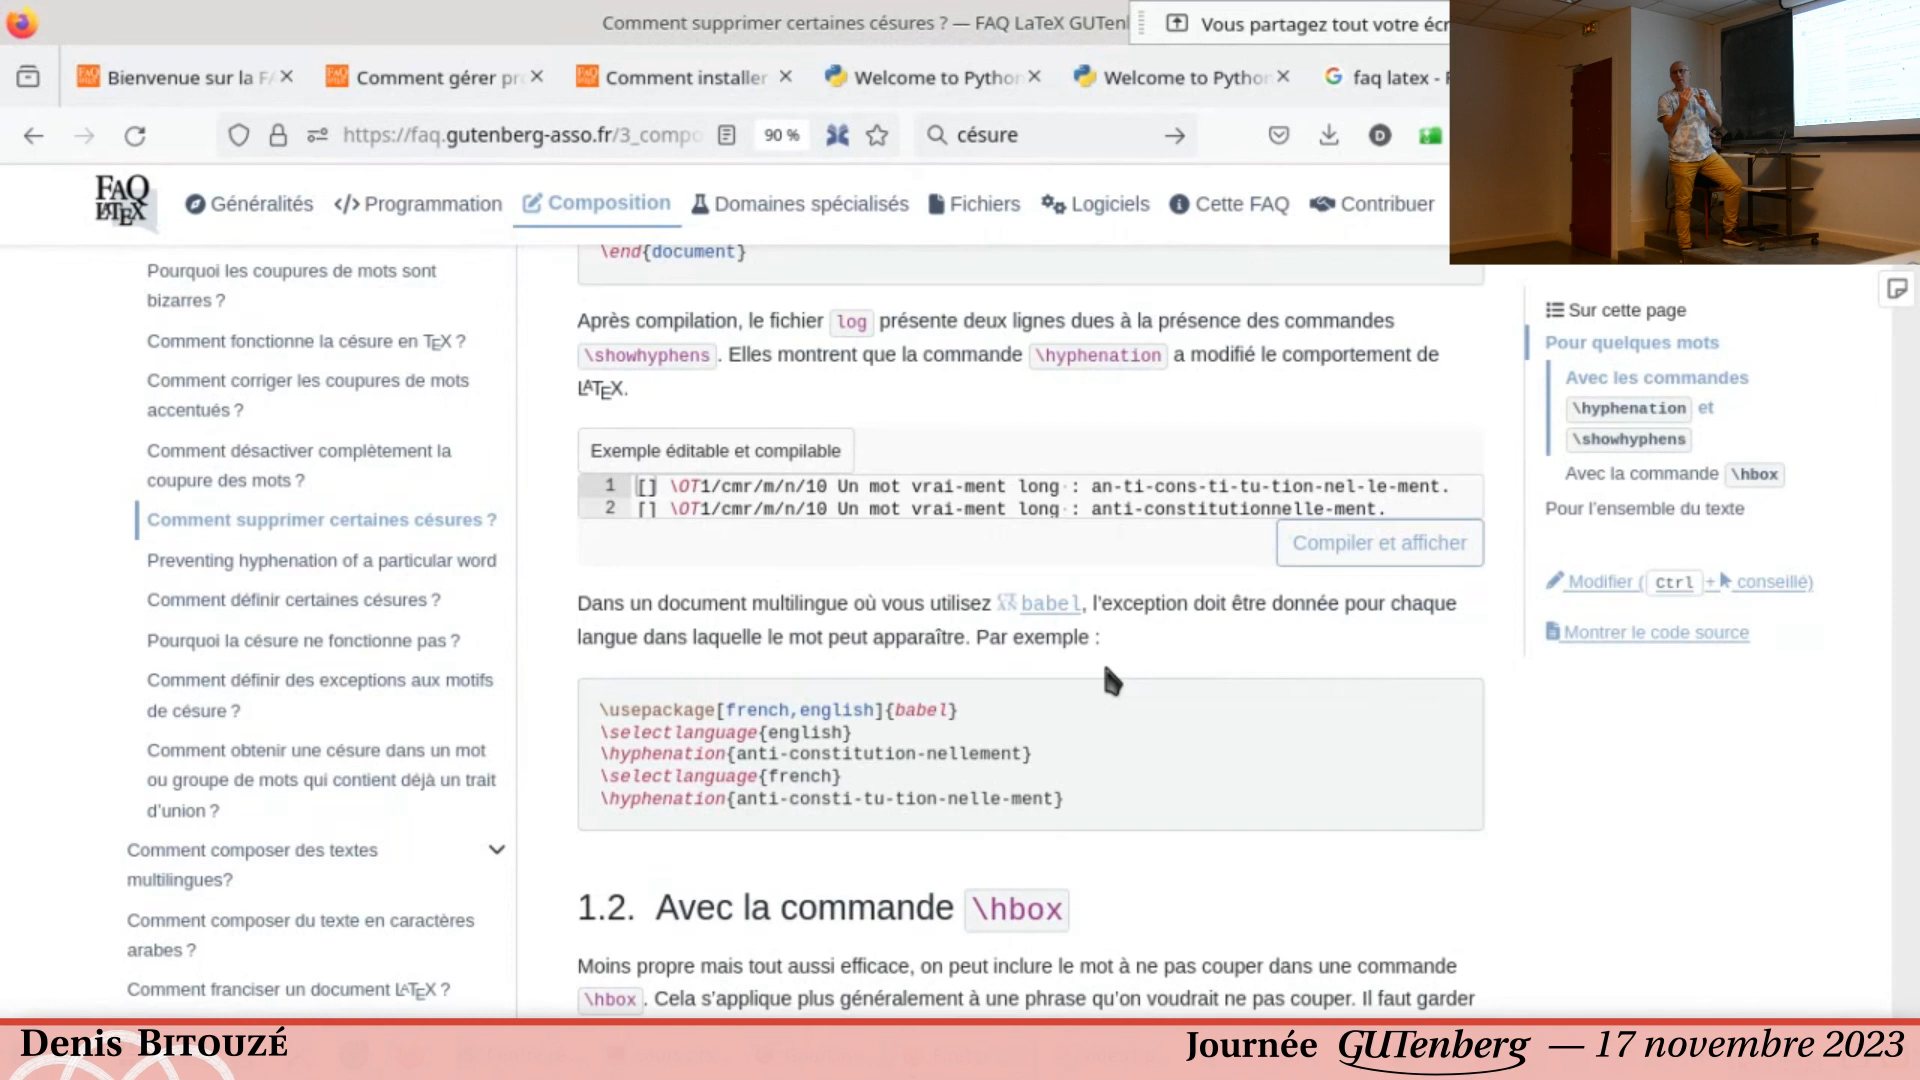 Comment supprimer certaines césures ? — FAQ LaTeX GUTen
Vous partagez tout votre écr
Bienvenue sur la FA
Comment gérer pr
Comment installer
Welcome to Python
Welcome to Python
faq latex -
https://faq.gutenberg-asso.fr/3_compo
90 %
césure
FAQ LATEX
Généralités
</> Programmation
Composition
Domaines spécialisés
Fichiers
Logiciels
Cette FAQ
Contribuer
Pourquoi les coupures de mots sont
bizarres ?
Comment fonctionne la césure en TEX ?
Comment corriger les coupures de mots
accentués ?
Comment désactiver complètement la
coupure des mots ?
Comment supprimer certaines césures ?
Preventing hyphenation of a particular word
Comment définir certaines césures ?
Pourquoi la césure ne fonctionne pas ?
Comment définir des exceptions aux motifs
de césure ?
Comment obtenir une césure dans un mot
ou groupe de mots qui contient déjà un trait
d'union ?
Comment composer des textes
multilingues?
Comment composer du texte en caractères
arabes ?
Comment franciser un document LATEX ?
\end{document}
Après compilation, le fichier log présente deux lignes dues à la présence des commandes
\showhyphens. Elles montrent que la commande \hyphenation a modifié le comportement de
LATEX.
Exemple éditable et compilable
1 [] \OT1/cmr/m/n/10 Un mot vrai-ment long : an-ti-cons-ti-tu-tion-nel-le-ment.
2 [] \OT1/cmr/m/n/10 Un mot vrai-ment long : anti-constitutionnelle-ment.
Compiler et afficher
Dans un document multilingue où vous utilisez babel, l'exception doit être donnée pour chaque
langue dans laquelle le mot peut apparaître. Par exemple :
\usepackage[french,english]{babel}
\selectlanguage{english}
\hyphenation{anti-constitution-nellement}
\selectlanguage{french}
\hyphenation{anti-consti-tu-tion-nelle-ment}
1.2. Avec la commande \hbox
Moins propre mais tout aussi efficace, on peut inclure le mot à ne pas couper dans une commande
\hbox. Cela s'applique plus généralement à une phrase qu'on voudrait ne pas couper. Il faut garder
Sur cette page
Pour quelques mots
Avec les commandes
\hyphenation et
\showhyphens
Avec la commande \hbox
Pour l'ensemble du texte
Modifier ( Ctrl + conseillé)
Montrer le code source
Denis BITOUZÉ
Journée GUTenberg — 17 novembre 2023